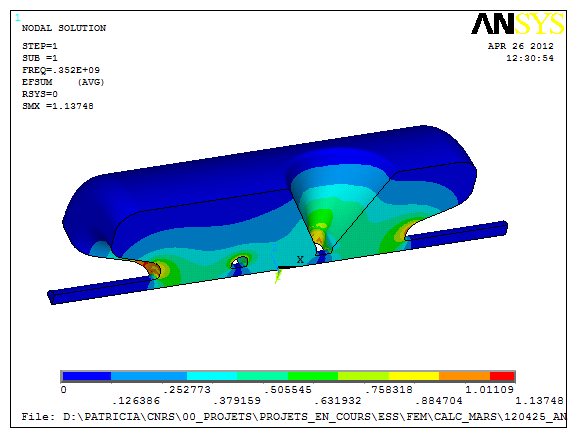 1
NODAL SOLUTION
ANSYS
STEP=1
SUB =1
FREQ=.352E+09
EFSUM (AVG)
RSYS=0
SMX =1.13748
APR 26 2012
12:30:54
X
0 .252773 .505545 .758318 1.01109
.126386 .379159 .631932 .884704 1.13748
File: D:\PATRICIA\CNRS\00_PROJETS\PROJETS_EN_COURS\ESS\FEM\CALC_MARS\120425_AN